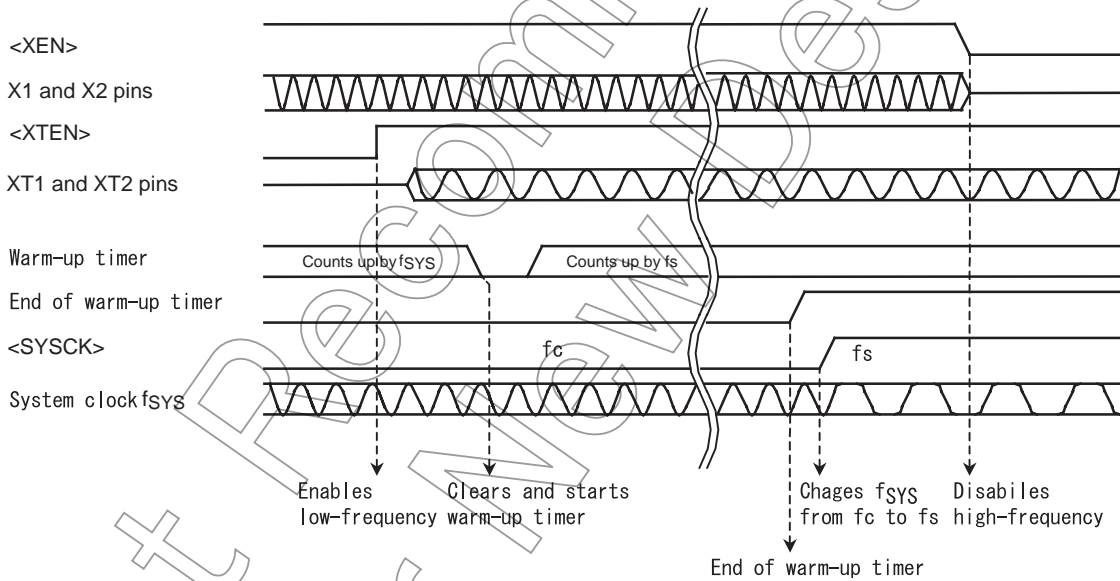 <XEN>
X1 and X2 pins
<XTEN>
XT1 and XT2 pins
Warm-up timer
Counts up by fSYS
Counts up by fs
End of warm-up timer
<SYSCK>
fc
fs
System clock fSYS
Enables
low-frequency
Clears and starts
warm-up timer
Chages fSYS
from fc to fs
Disabiles
high-frequency
End of warm-up timer